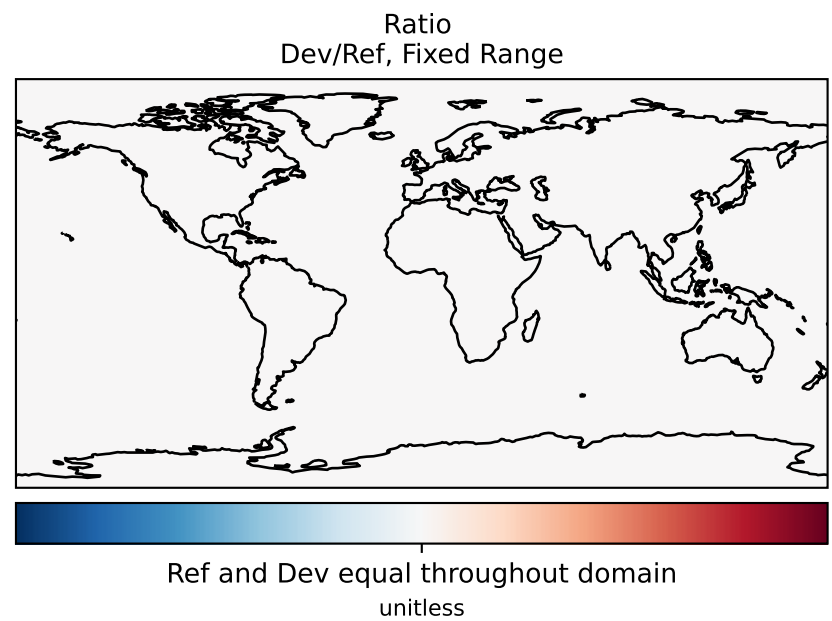 Ratio
Dev/Ref, Fixed Range
Ref and Dev equal throughout domain
unitless